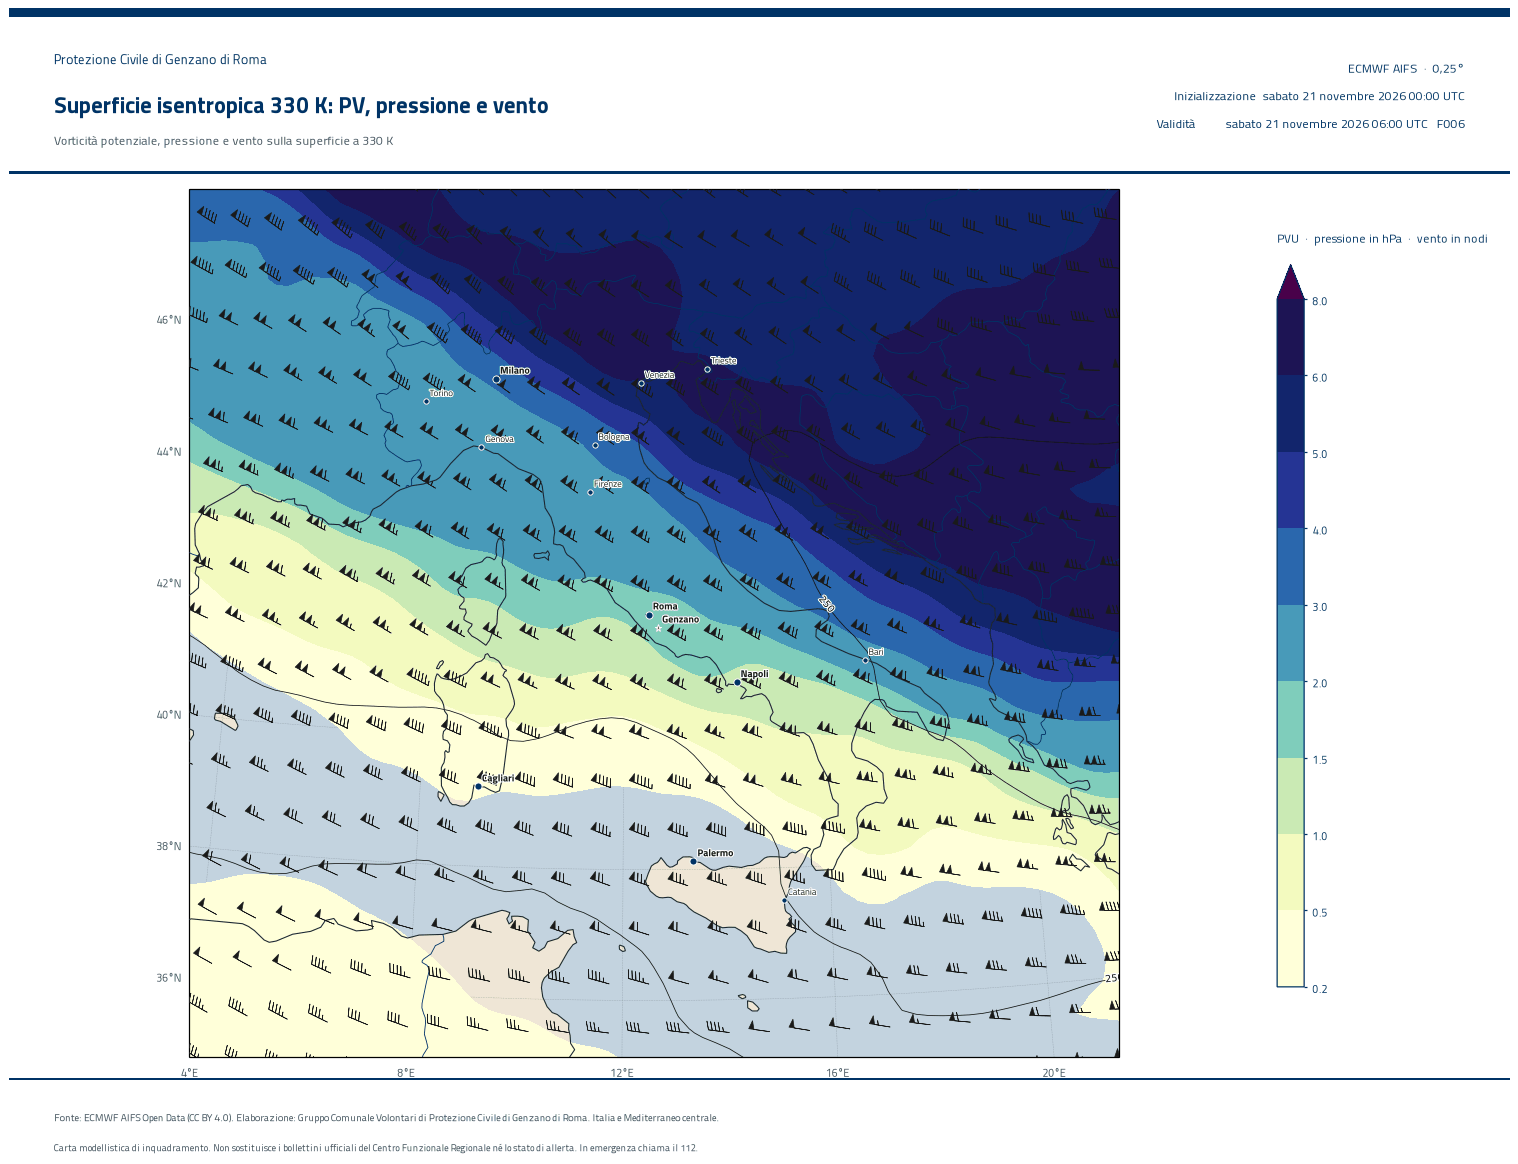 Protezione Civile di Genzano di Roma
Superficie isentropica 330 K: PV, pressione e vento
Vorticità potenziale, pressione e vento sulla superficie a 330 K
ECMWF AIFS · 0,25°
Inizializzazione sabato 21 novembre 2026 00:00 UTC
Validità sabato 21 novembre 2026 06:00 UTC F006
PVU · pressione in hPa · vento in nodi
8.0
6.0
5.0
4.0
3.0
2.0
1.5
1.0
0.5
0.2
46°N
44°N
42°N
40°N
38°N
36°N
4°E
8°E
12°E
16°E
20°E
Trieste
Milano
Venezia
Torino
Genova
Bologna
Firenze
250
Roma
Genzano
Bari
Napoli
Cagliari
Palermo
Catania
25
Fonte: ECMWF AIFS Open Data (CC BY 4.0). Elaborazione: Gruppo Comunale Volontari di Protezione Civile di Genzano di Roma. Italia e Mediterraneo centrale.
Carta modellistica di inquadramento. Non sostituisce i bollettini ufficiali del Centro Funzionale Regionale né lo stato di allerta. In emergenza chiama il 112.